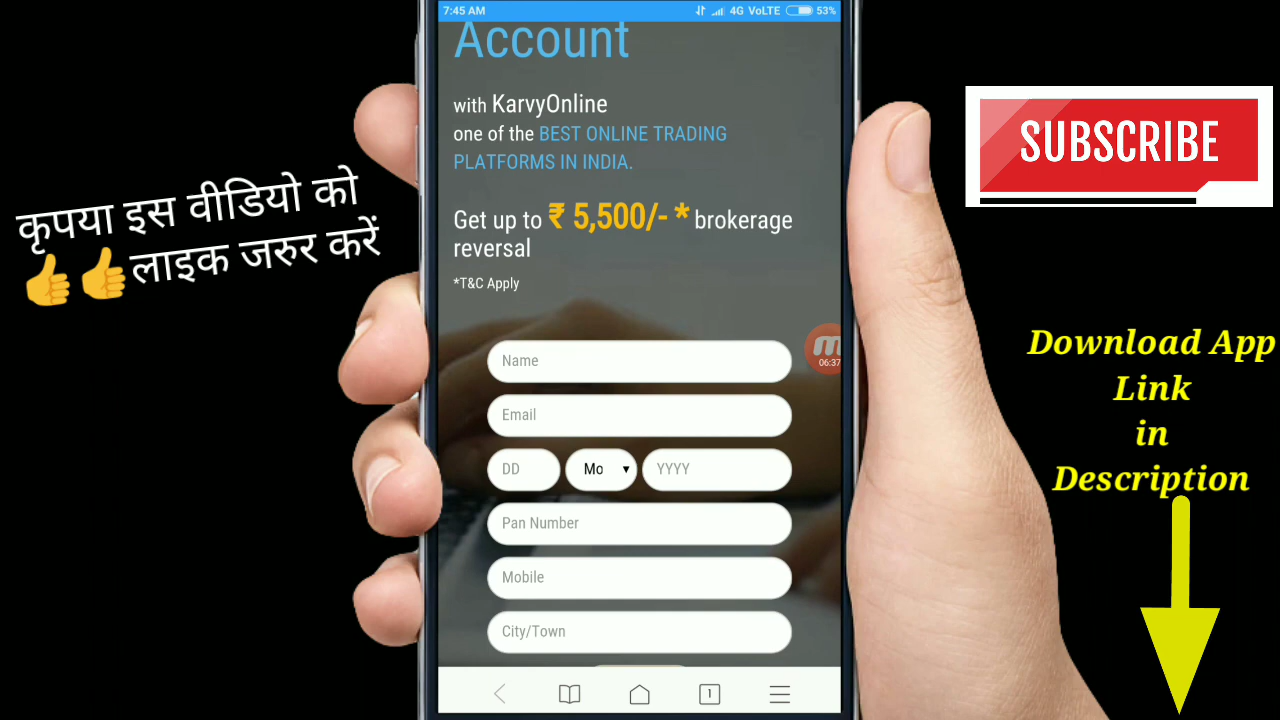 7:45 AM
4G VoLTE
53%
Account
with KarvyOnline
one of the BEST ONLINE TRADING
PLATFORMS IN INDIA.
Get up to ₹ 5,500/- * brokerage
reversal
*T&C Apply
Name
Email
DD
Mo
YYYY
Pan Number
Mobile
City/Town
1
06:37
कृपया इस वीडियो को
👍👍लाइक जरुर करें
SUBSCRIBE
Download App
Link
in
Description